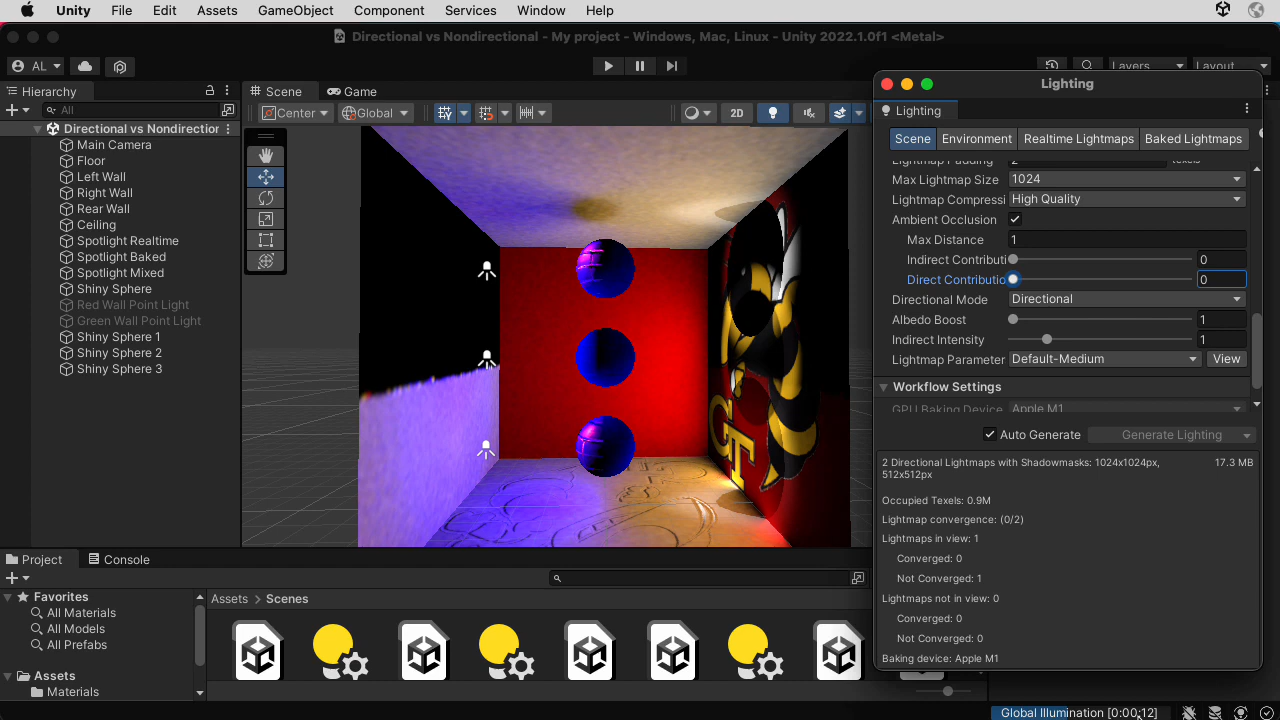 Unity File Edit Assets GameObject Component Services Window Help
Directional vs Nondirectional - My project - Windows, Mac, Linux - Unity 2022.1.0f1 <Metal>
AL
Layers Layout
Hierarchy
All
Directional vs Nondirection
Main Camera
Floor
Left Wall
Right Wall
Rear Wall
Ceiling
Spotlight Realtime
Spotlight Baked
Spotlight Mixed
Shiny Sphere
Red Wall Point Light
Green Wall Point Light
Shiny Sphere 1
Shiny Sphere 2
Shiny Sphere 3
Scene Game
Center Global 2D
GT
Lighting
Lighting
Scene Environment Realtime Lightmaps Baked Lightmaps
Lightmap Padding 2 texels
Max Lightmap Size 1024
Lightmap Compressi High Quality
Ambient Occlusion
Max Distance 1
Indirect Contributi 0
Direct Contributio 0
Directional Mode Directional
Albedo Boost 1
Indirect Intensity 1
Lightmap Parameter Default-Medium View
Workflow Settings
GPU Baking Device Apple M1
Auto Generate Generate Lighting
2 Directional Lightmaps with Shadowmasks: 1024x1024px, 17.3 MB
512x512px
Occupied Texels: 0.9M
Lightmap convergence: (0/2)
Lightmaps in view: 1
Converged: 0
Not Converged: 1
Lightmaps not in view: 0
Converged: 0
Not Converged: 0
Baking device: Apple M1
Project Console
Favorites
All Materials
All Models
All Prefabs
Assets
Materials
Assets > Scenes
Global Illumination [0:00:12]